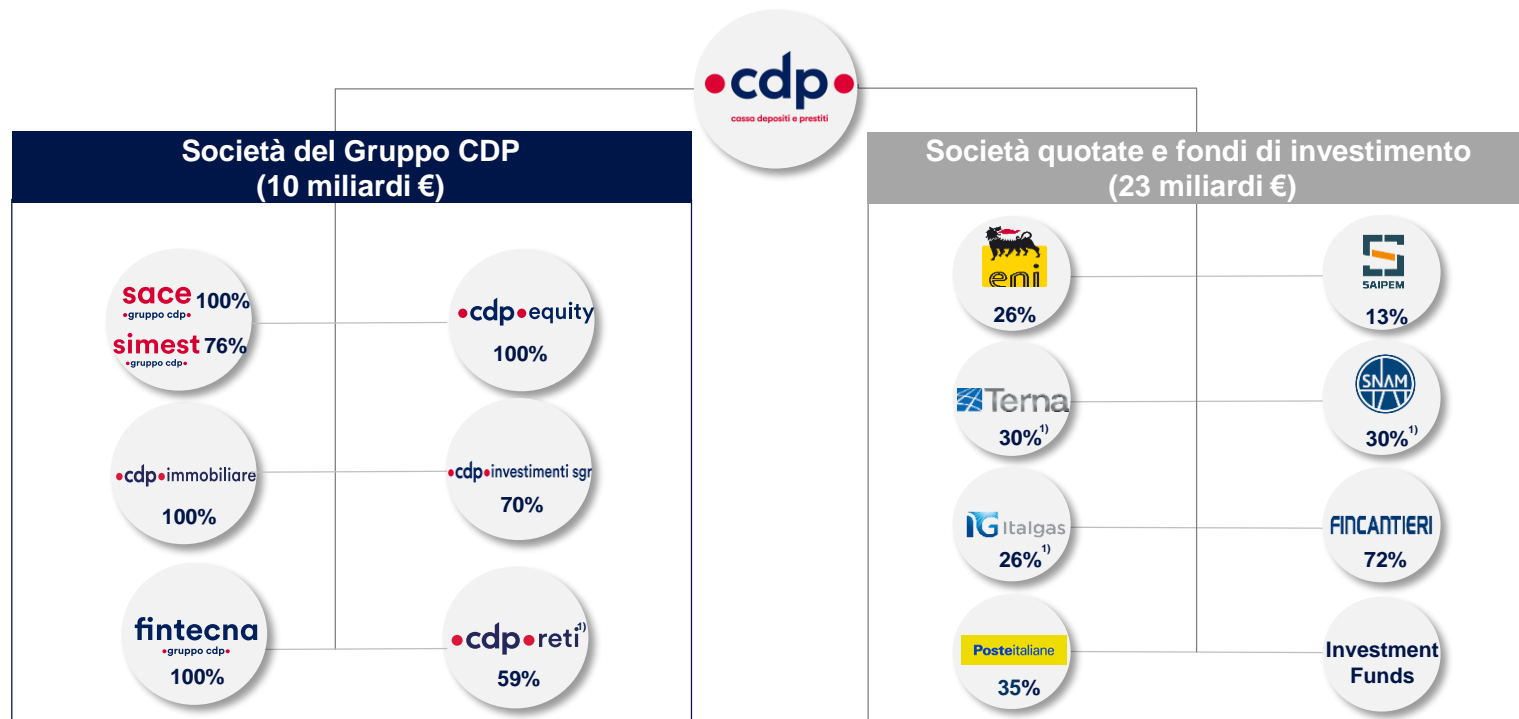 •cdp•
cassa depositi e prestiti
Società del Gruppo CDP
(10 miliardi €)
sace 100%
•gruppo cdp•
simest 76%
•gruppo cdp•
•cdp•equity
100%
•cdp•immobiliare
100%
•cdp•investimenti sgr
70%
fintecna
•gruppo cdp•
100%
•cdp•reti 1)
59%
Società quotate e fondi di investimento
(23 miliardi €)
eni
26%
SAIPEM
13%
Terna
30% 1)
SNAM
30% 1)
IG Italgas
26% 1)
FINCANTIERI
72%
Posteitaliane
35%
Investment
Funds